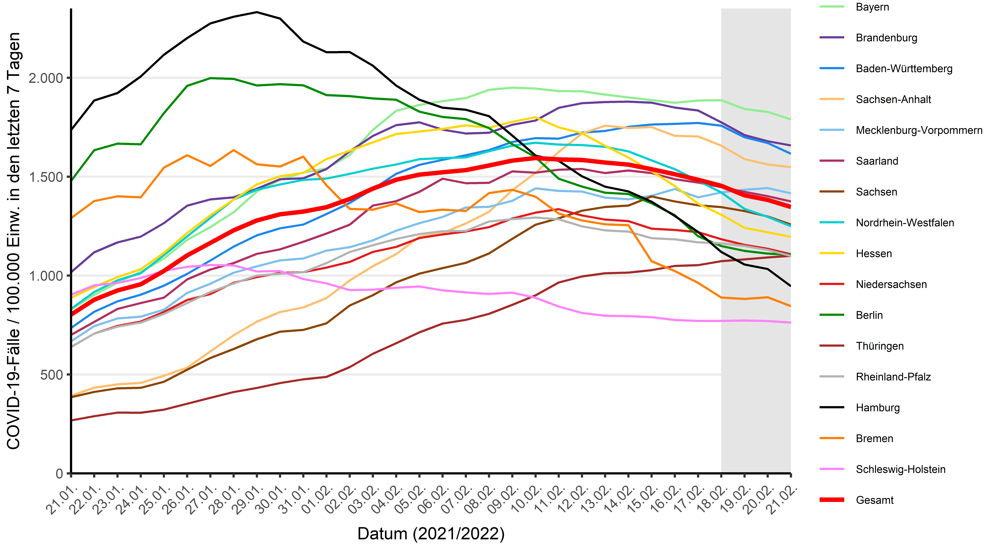 COVID-19-Fälle / 100.000 Einw. in den letzten 7 Tagen
2.000
1.500
1.000
500
0
21.01.
22.01.
23.01.
24.01.
25.01.
26.01.
27.01.
28.01.
29.01.
30.01.
31.01.
01.02.
02.02.
03.02.
04.02.
05.02.
06.02.
07.02.
08.02.
09.02.
10.02.
11.02.
12.02.
13.02.
14.02.
15.02.
16.02.
17.02.
18.02.
19.02.
20.02.
21.02.
Datum (2021/2022)
Bayern
Brandenburg
Baden-Württemberg
Sachsen-Anhalt
Mecklenburg-Vorpommern
Saarland
Sachsen
Nordrhein-Westfalen
Hessen
Niedersachsen
Berlin
Thüringen
Rheinland-Pfalz
Hamburg
Bremen
Schleswig-Holstein
Gesamt